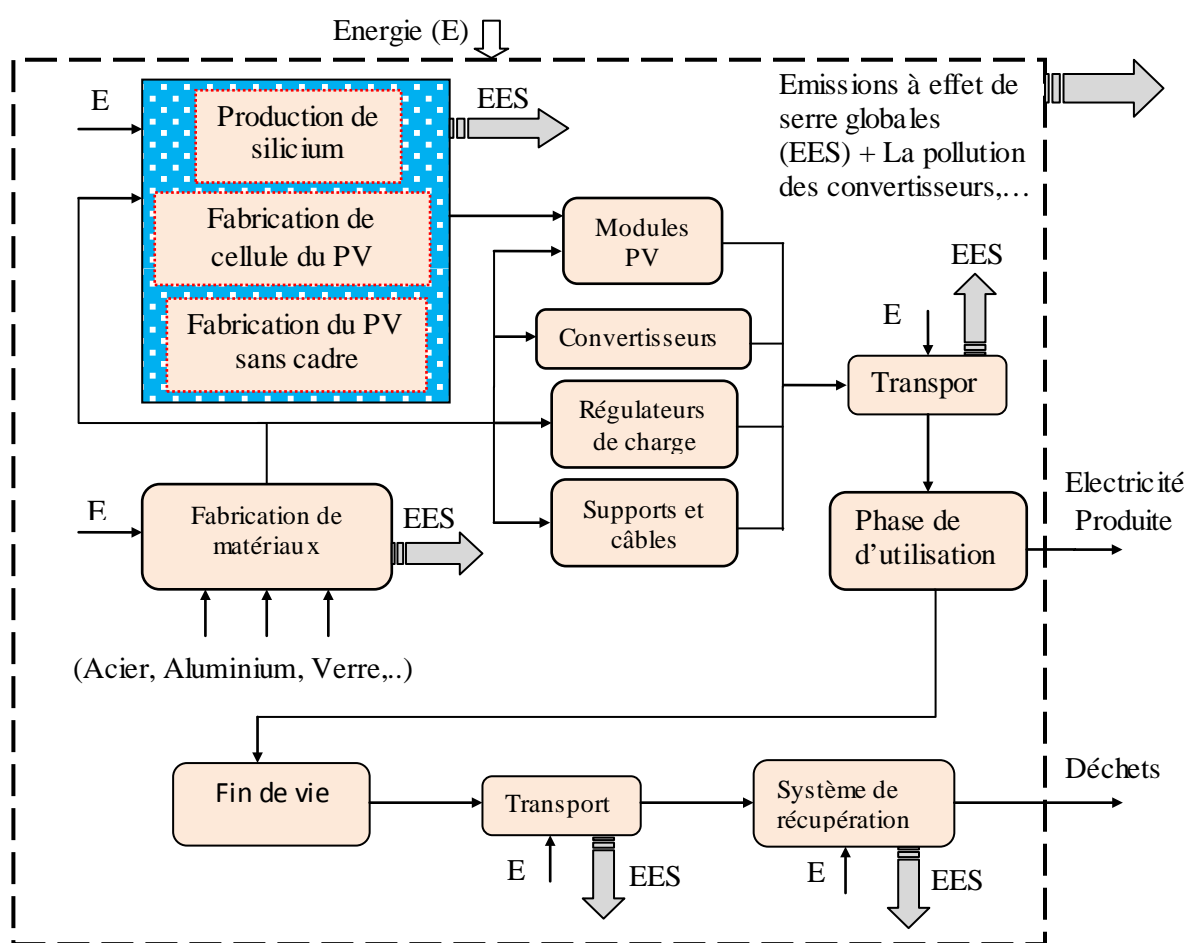 Energie (E)
E
Production de
silicium
EES
Emissions à effet de
serre globales
(EES) + La pollution
des convertisseurs,…
Fabrication de
cellule du PV
Modules
PV
EES
Fabrication du PV
sans cadre
Convertisseurs
E
Transpor
Régulateurs
de charge
E
Fabrication de
matériaux
EES
Supports et
câbles
Phase de
d’utilisation
Electricité
Produite
(Acier, Aluminium, Verre,..)
Fin de vie
Transport
Système de
récupération
Déchets
E
EES
E
EES